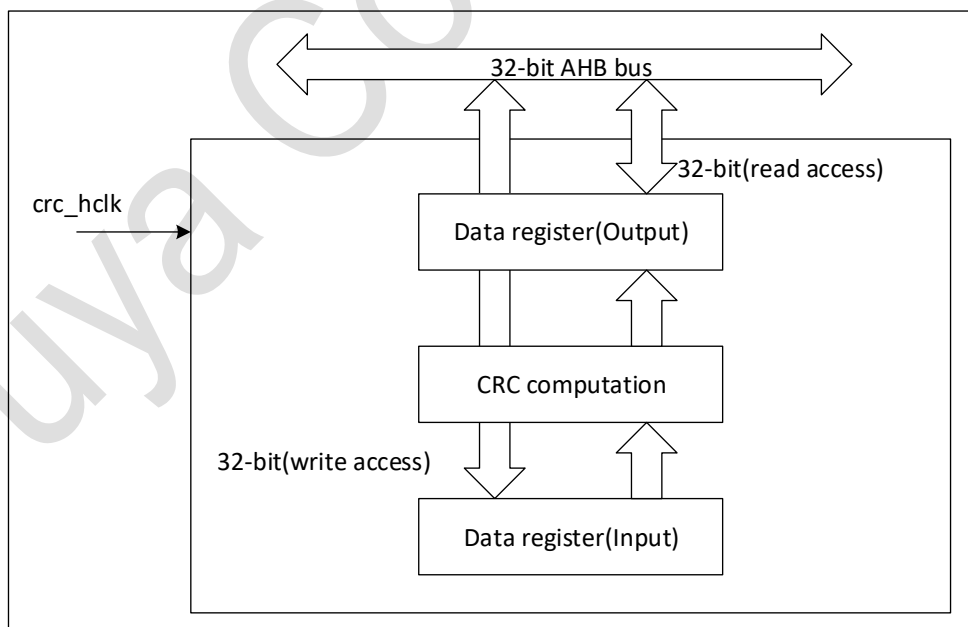 32-bit AHB bus
32-bit(read access)
crc_hclk
Data register(Output)
CRC computation
32-bit(write access)
Data register(Input)